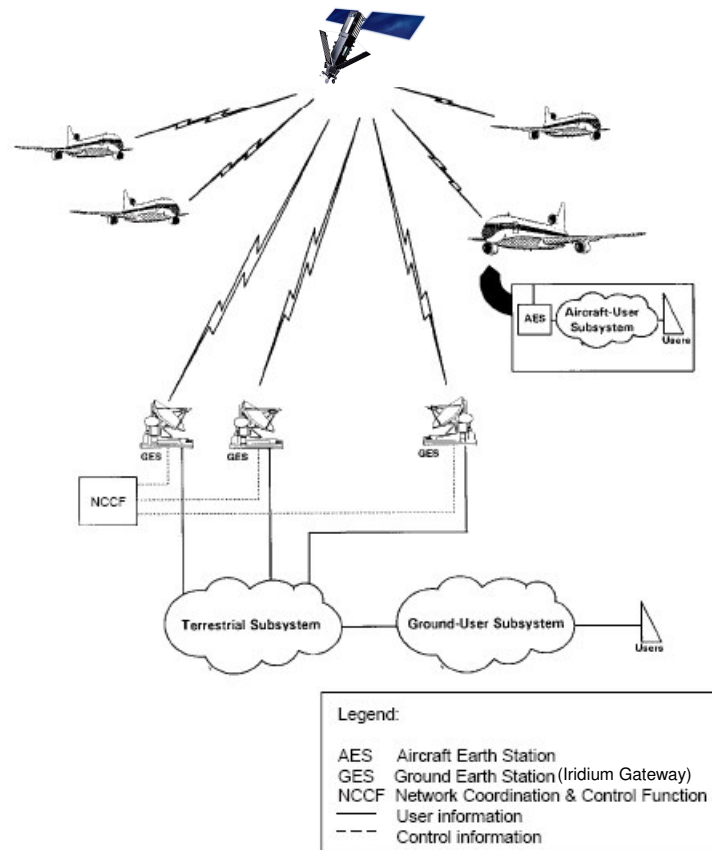 AES
Aircraft-User
Subsystem
Users
GES
GES
GES
NCCF
Terrestrial Subsystem
Ground-User Subsystem
Users
Legend:
AES Aircraft Earth Station
GES Ground Earth Station (Iridium Gateway)
NCCF Network Coordination & Control Function
User information
Control information